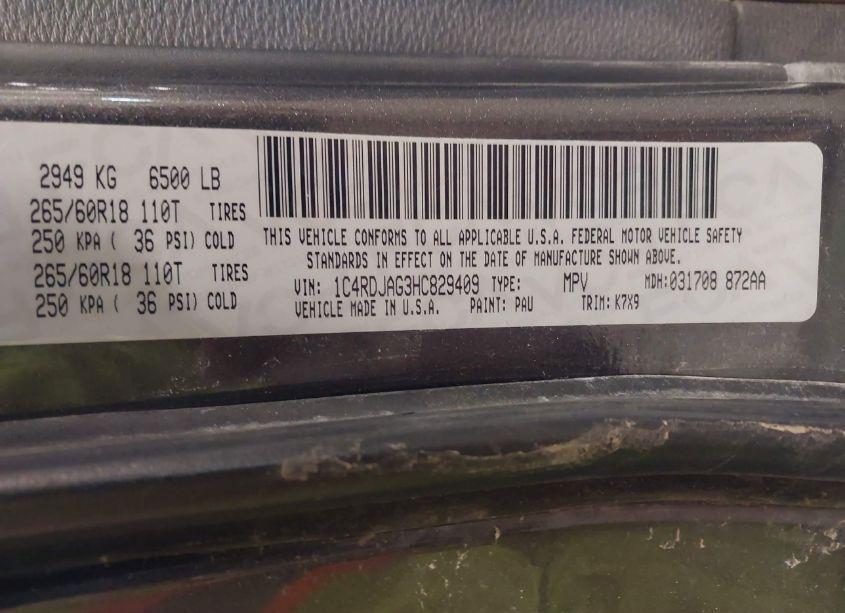 2949 KG 6500 LB
265/60R18 110T TIRES
250 KPA ( 36 PSI) COLD
265/60R18 110T TIRES
250 KPA ( 36 PSI) COLD
THIS VEHICLE CONFORMS TO ALL APPLICABLE U.S.A. FEDERAL MOTOR VEHICLE SAFETY
STANDARDS IN EFFECT ON THE DATE OF MANUFACTURE SHOWN ABOVE.
VIN: 1C4RDJAG3HC829409 TYPE: MPV MDH:031708 872AA
VEHICLE MADE IN U.S.A. PAINT: PAU TRIM: K7X9